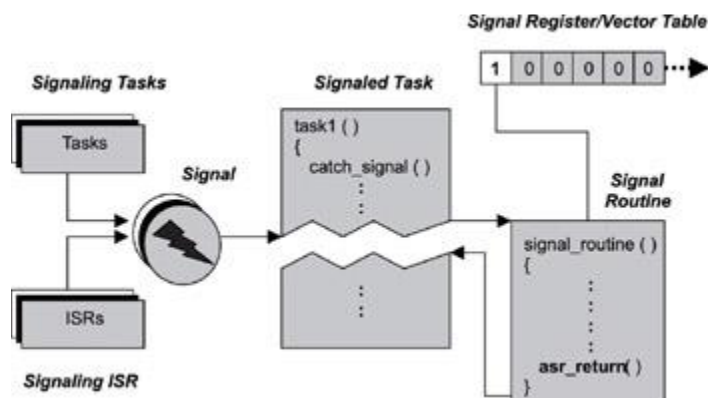 Signal Register/Vector Table
1 0 0 0 0 0
Signaling Tasks
Signaled Task
Tasks
task1 ( )
{
catch_signal ( )
Signal
Signal
Routine
signal_routine ( )
{
ISRs
asr_return( )
}
Signaling ISR